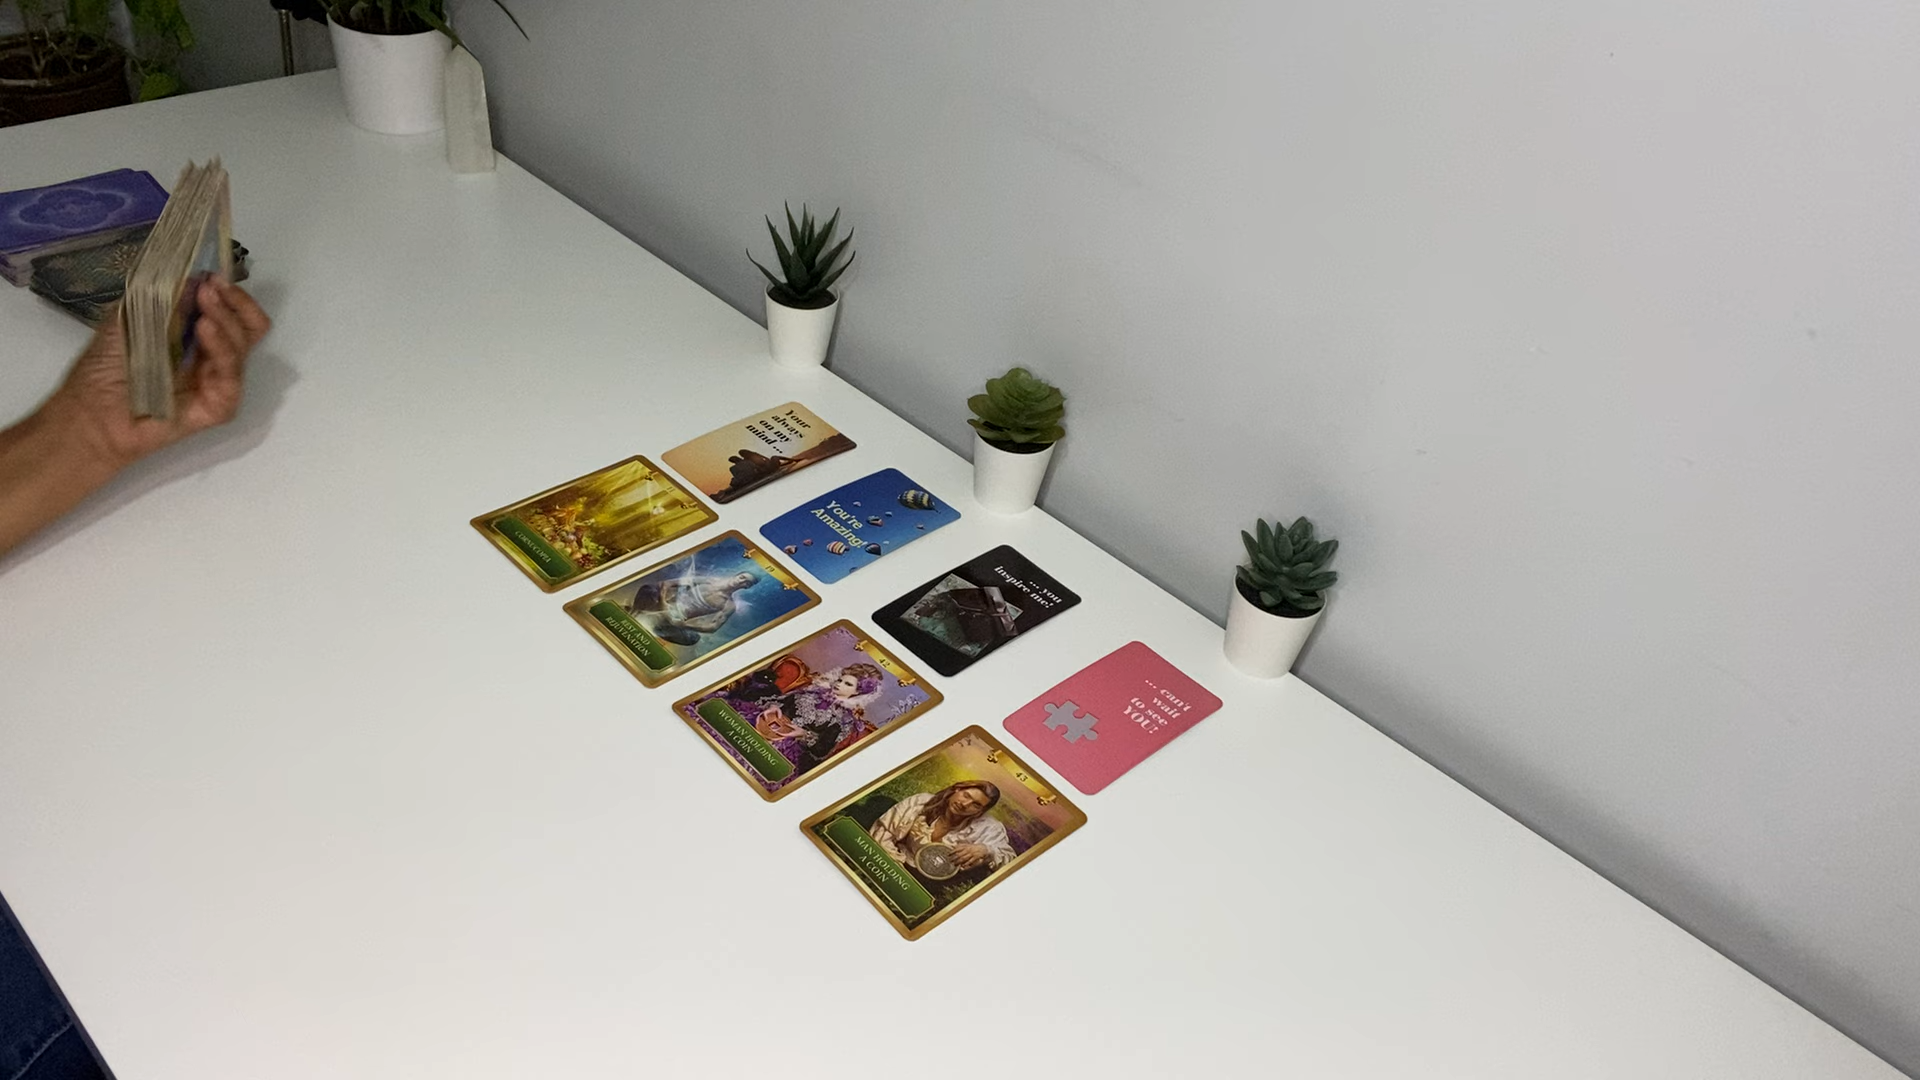 Your
always
on my
mind ...
CORNUCOPIA
You're
Amazing!
19
REST AND
REJUVENATION
... you
inspire me!
42
WOMAN HOLDING
A COIN
... can't
wait
to see
YOU!
43
MAN HOLDING
A COIN